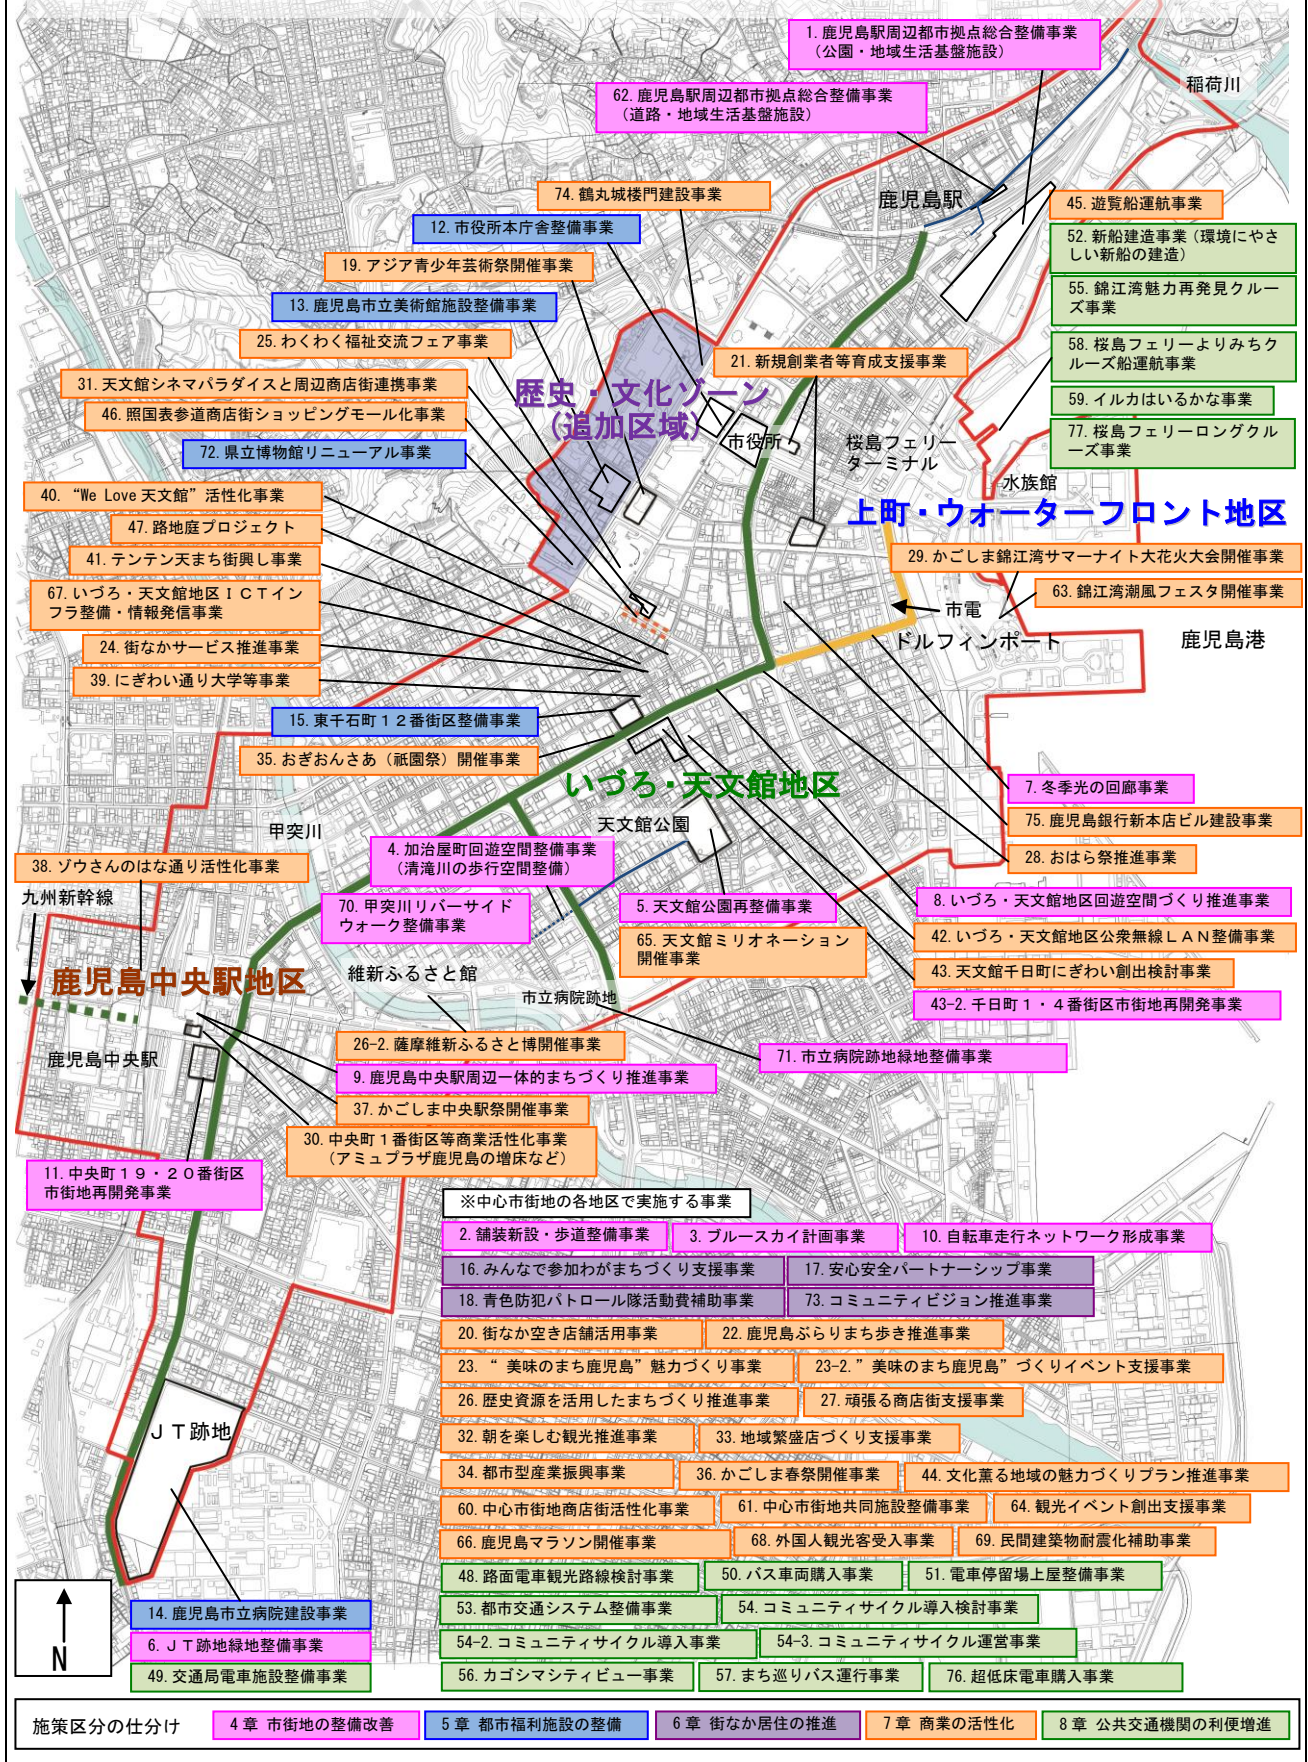 1. 鹿児島駅周辺都市拠点総合整備事業
（公園・地域生活基盤施設）
稲荷川
62. 鹿児島駅周辺都市拠点総合整備事業
（道路・地域生活基盤施設）
74. 鶴丸城楼門建設事業
鹿児島駅
45. 遊覧船運航事業
12. 市役所本庁舎整備事業
52. 新船建造事業（環境にやさ
しい新船の建造）
19. アジア青少年芸術祭開催事業
55. 錦江湾魅力再発見クルー
ズ事業
13. 鹿児島市立美術館施設整備事業
25. わくわく福祉交流フェア事業
58. 桜島フェリーよりみちク
ルーズ船運航事業
21. 新規創業者等育成支援事業
31. 天文館シネマパラダイスと周辺商店街連携事業
歴史・文化ゾーン
（追加区域）
59. イルカはいるかな事業
46. 照国表参道商店街ショッピングモール化事業
77. 桜島フェリーロングクル
ーズ事業
市役所
桜島フェリー
ターミナル
72. 県立博物館リニューアル事業
水族館
40. “We Love 天文館”活性化事業
上町・ウォーターフロント地区
47. 路地庭プロジェクト
41. テンテン天まち街興し事業
29. かごしま錦江湾サマーナイト大花火大会開催事業
67. いづろ・天文館地区ＩＣＴイン
フラ整備・情報発信事業
63. 錦江湾潮風フェスタ開催事業
市電
ドルフィンポート
鹿児島港
24. 街なかサービス推進事業
39. にぎわい通り大学等事業
15. 東千石町１２番街区整備事業
35. おぎおんさあ（祇園祭）開催事業
いづろ・天文館地区
7. 冬季光の回廊事業
75. 鹿児島銀行新本店ビル建設事業
甲突川
天文館公園
28. おはら祭推進事業
4. 加治屋町回遊空間整備事業
（清滝川の歩行空間整備）
38. ゾウさんのはな通り活性化事業
九州新幹線
70. 甲突川リバーサイド
ウォーク整備事業
5. 天文館公園再整備事業
8. いづろ・天文館地区回遊空間づくり推進事業
65. 天文館ミリオネーション
開催事業
42. いづろ・天文館地区公衆無線ＬＡＮ整備事業
43. 天文館千日町にぎわい創出検討事業
43-2. 千日町１・４番街区市街地再開発事業
鹿児島中央駅地区
維新ふるさと館
市立病院跡地
26-2. 薩摩維新ふるさと博開催事業
鹿児島中央駅
71. 市立病院跡地緑地整備事業
9. 鹿児島中央駅周辺一体的まちづくり推進事業
37. かごしま中央駅祭開催事業
30. 中央町１番街区等商業活性化事業
（アミュプラザ鹿児島の増床など）
11. 中央町１９・２０番街区
市街地再開発事業
※中心市街地の各地区で実施する事業
2. 舗装新設・歩道整備事業
3. ブルースカイ計画事業
10. 自転車走行ネットワーク形成事業
16. みんなで参加わがまちづくり支援事業
17. 安心安全パートナーシップ事業
18. 青色防犯パトロール隊活動費補助事業
73. コミュニティビジョン推進事業
20. 街なか空き店舗活用事業
22. 鹿児島ぶらりまち歩き推進事業
23. “ 美味のまち鹿児島”魅力づくり事業
23-2. ”美味のまち鹿児島”づくりイベント支援事業
26. 歴史資源を活用したまちづくり推進事業
27. 頑張る商店街支援事業
32. 朝を楽しむ観光推進事業
33. 地域繁盛店づくり支援事業
34. 都市型産業振興事業
36. かごしま春祭開催事業
44. 文化薫る地域の魅力づくりプラン推進事業
60. 中心市街地商店街活性化事業
61. 中心市街地共同施設整備事業
64. 観光イベント創出支援事業
66. 鹿児島マラソン開催事業
68. 外国人観光客受入事業
69. 民間建築物耐震化補助事業
48. 路面電車観光路線検討事業
50. バス車両購入事業
51. 電車停留場上屋整備事業
53. 都市交通システム整備事業
54. コミュニティサイクル導入検討事業
54-2. コミュニティサイクル導入事業
54-3. コミュニティサイクル運営事業
56. カゴシマシティビュー事業
57. まち巡りバス運行事業
76. 超低床電車購入事業
ＪＴ跡地
14. 鹿児島市立病院建設事業
6. ＪＴ跡地緑地整備事業
49. 交通局電車施設整備事業
N
施策区分の仕分け
4 章 市街地の整備改善
5 章 都市福利施設の整備
6 章 街なか居住の推進
7 章 商業の活性化
8 章 公共交通機関の利便増進